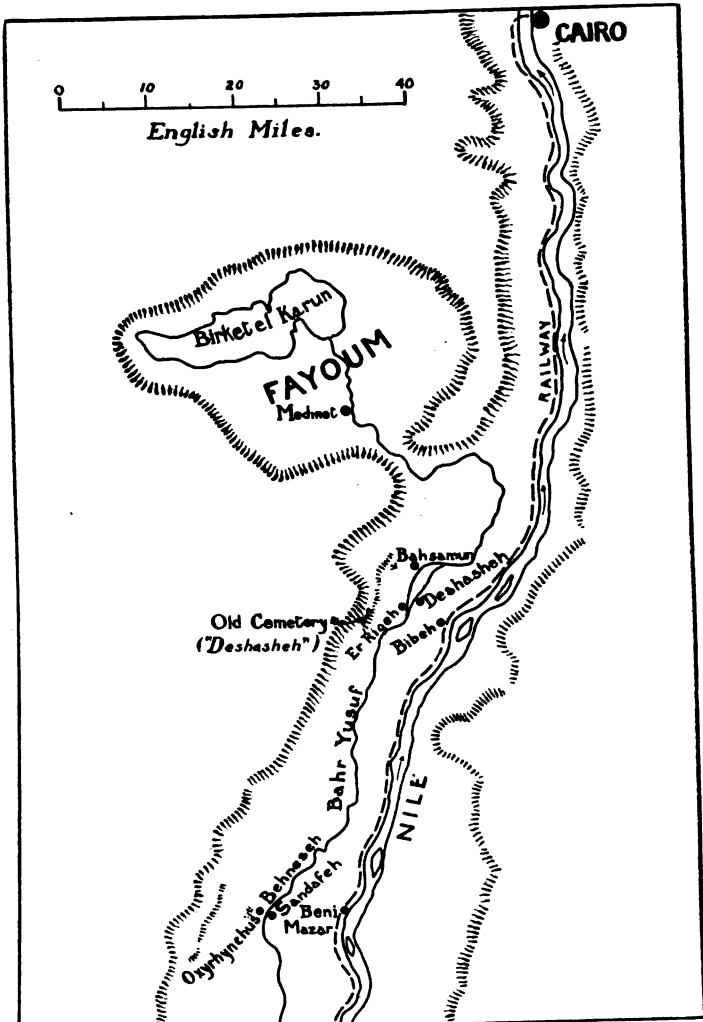 CAIRO
0 10 20 30 40
English Miles.
Birket el Karun
FAYOUM
Medinet
RAILWAY
Bahsamun
Deshasheh
Old Cemetery
("Deshasheh")
Er Riqeh
Bibeh
Bahr Yusuf
NILE
Behneseh
Sandafeh
Oxyrhynchus
Beni
Mazar